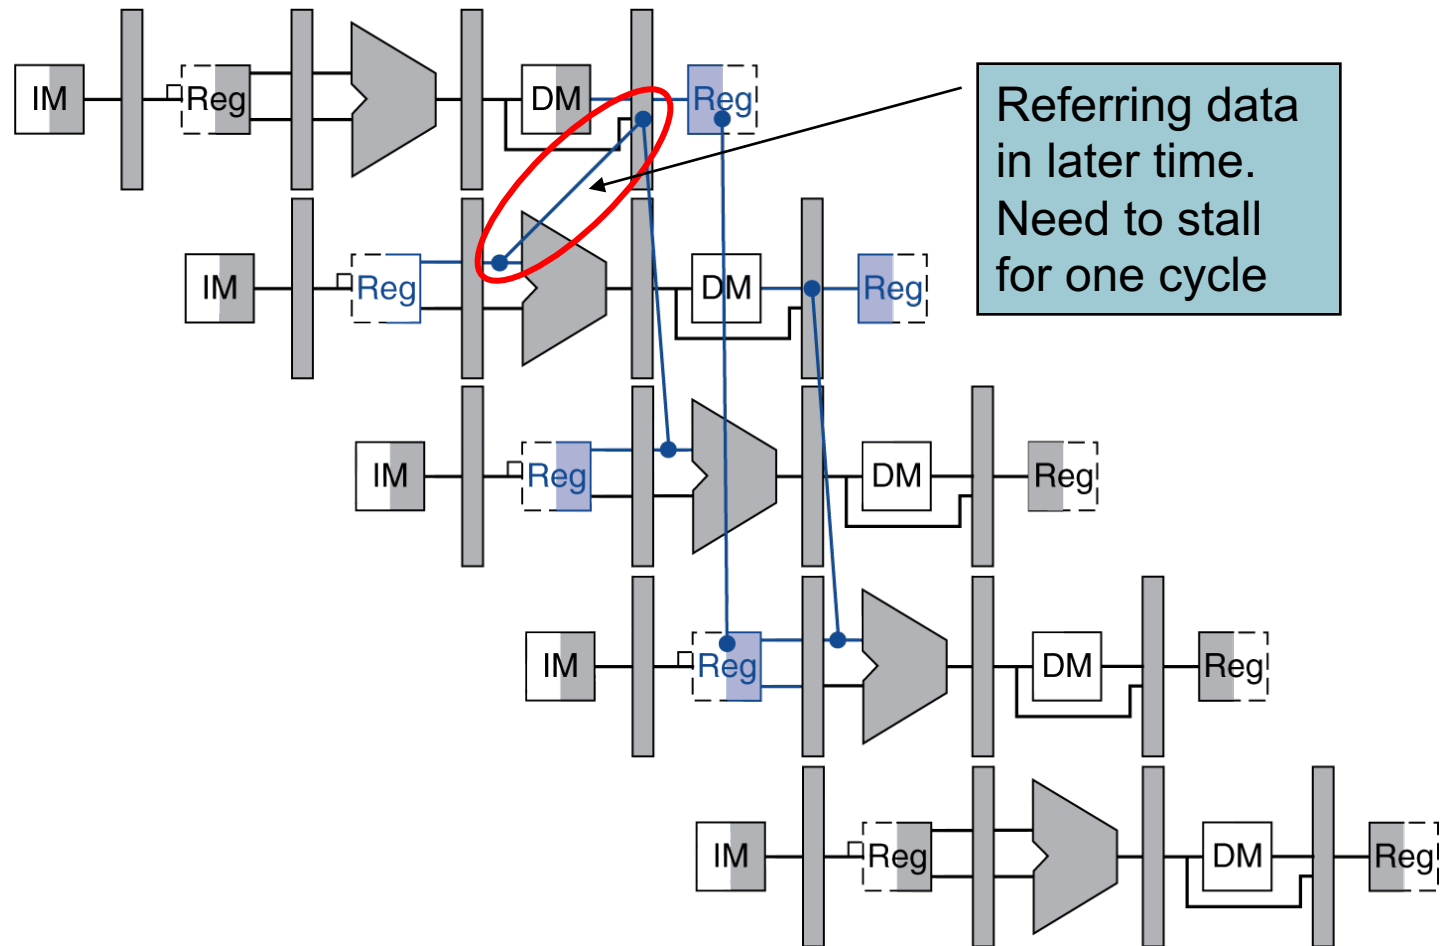 IM Reg DM Reg
Referring data
in later time.
Need to stall
for one cycle
IM Reg DM Reg
IM Reg DM Reg
IM Reg DM Reg
IM Reg DM Reg